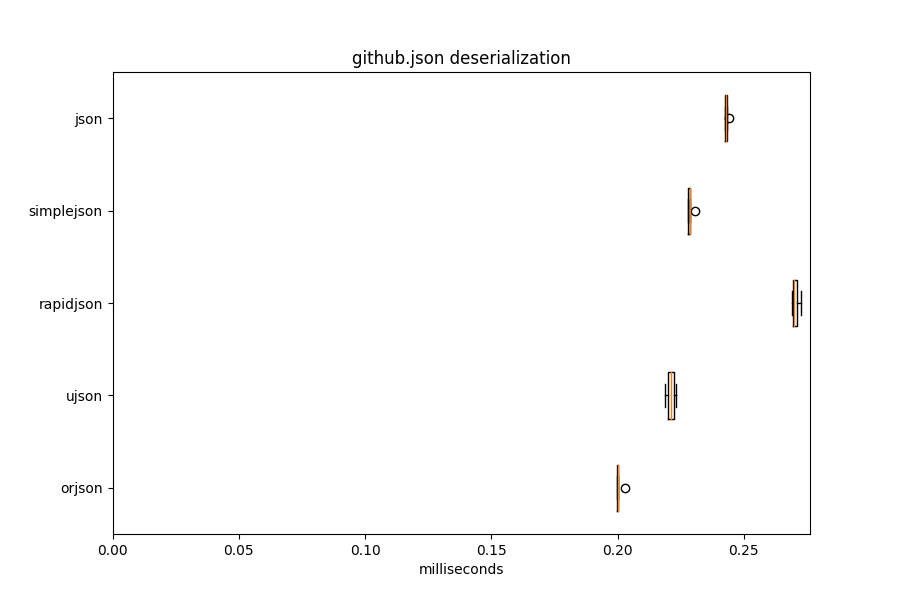 github.json deserialization
json
simplejson
rapidjson
ujson
orjson
0.00 0.05 0.10 0.15 0.20 0.25
milliseconds